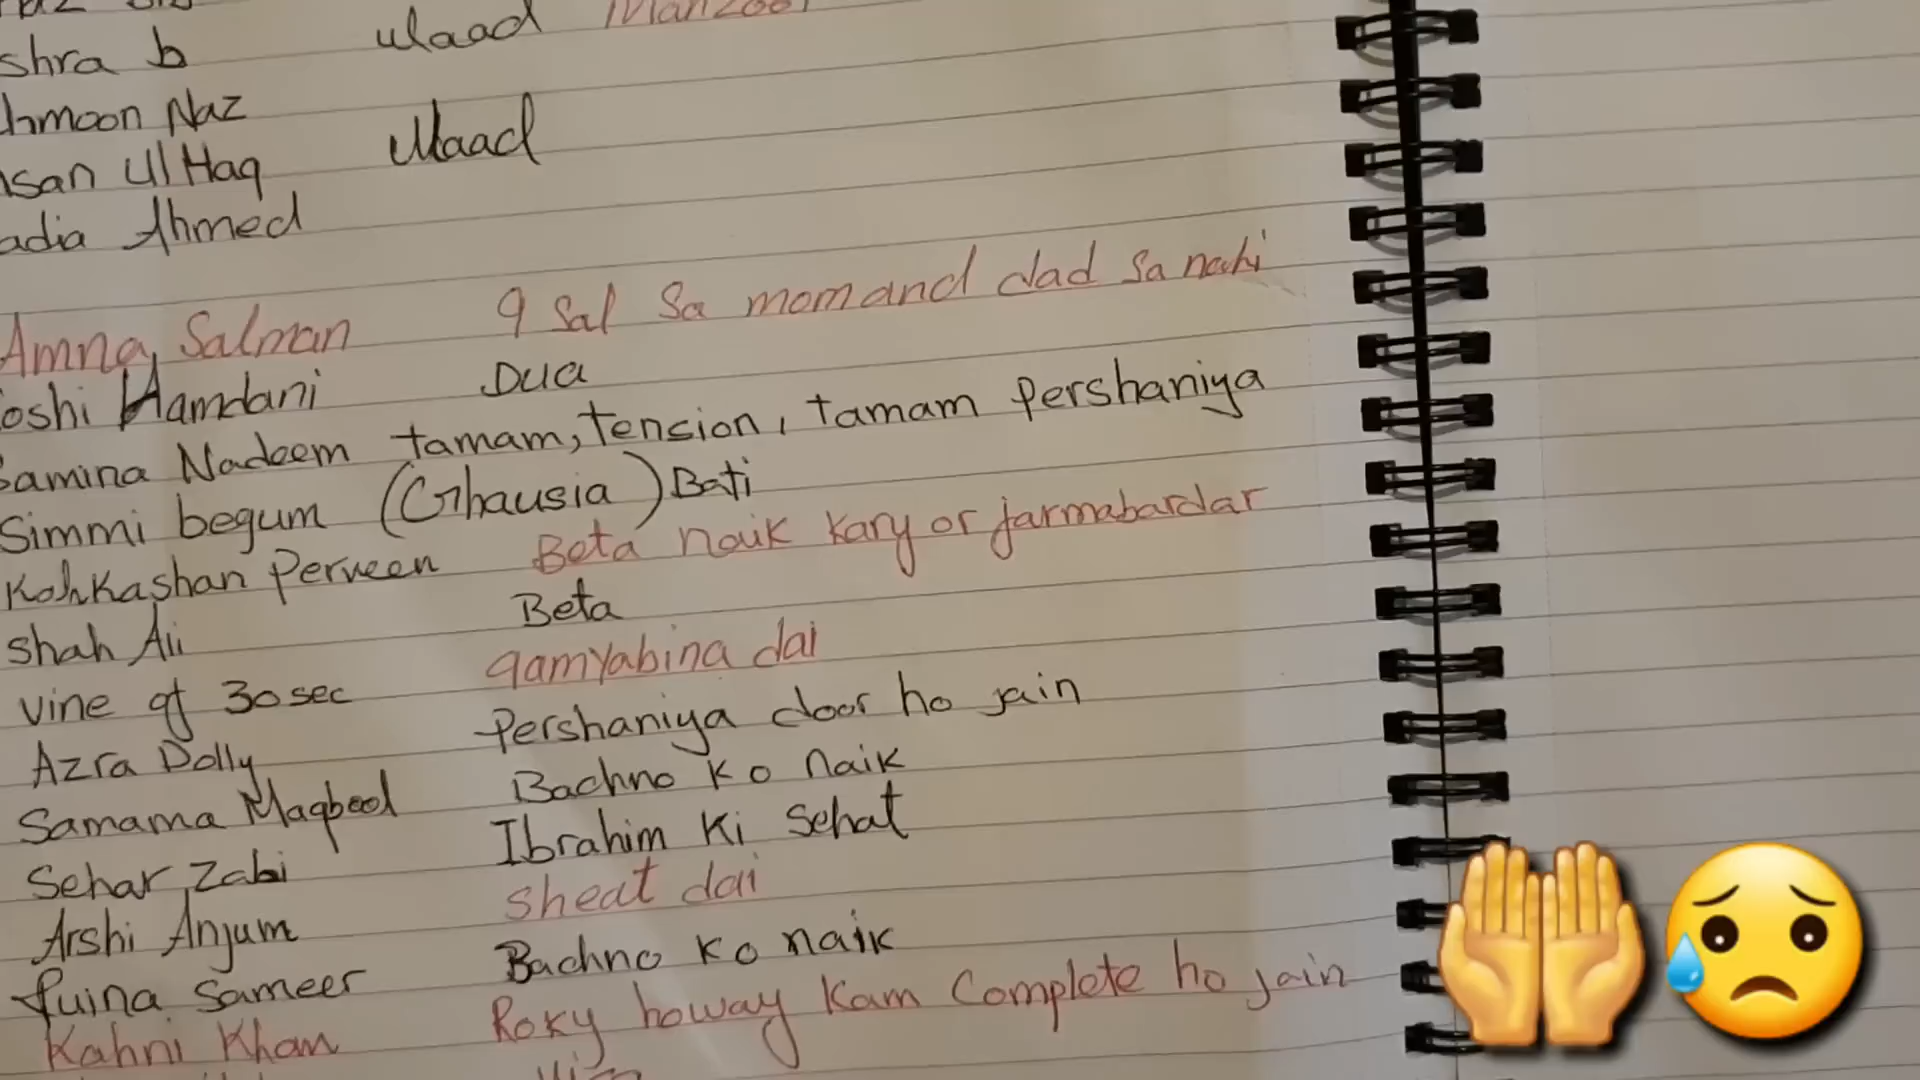 shra b ulaad Manzoor
hmoon Naz
san Ul Haq Ulaad
adia Ahmed
Amna Salman 9 Sal Sa mom and dad sa nahi
oshi Hamdani Dua
Samina Nadeem tamam, tension, tamam Pershaniya
Simmi begum (Ghausia) Bati
Kohkashan Perveen Beta naik kary or farmabardar
Shah Ali Beta
Vine of 30 sec qamyabina dai
Azra Dolly Pershaniya door ho jain
Samama Maqbool Bachno Ko Naik
Sehar Zabi Ibrahim Ki Sehat
Arshi Anjum Sheat dai
Sameer Bachno Ko naik
Kahni Khan Roky howay Kam Complete ho jain